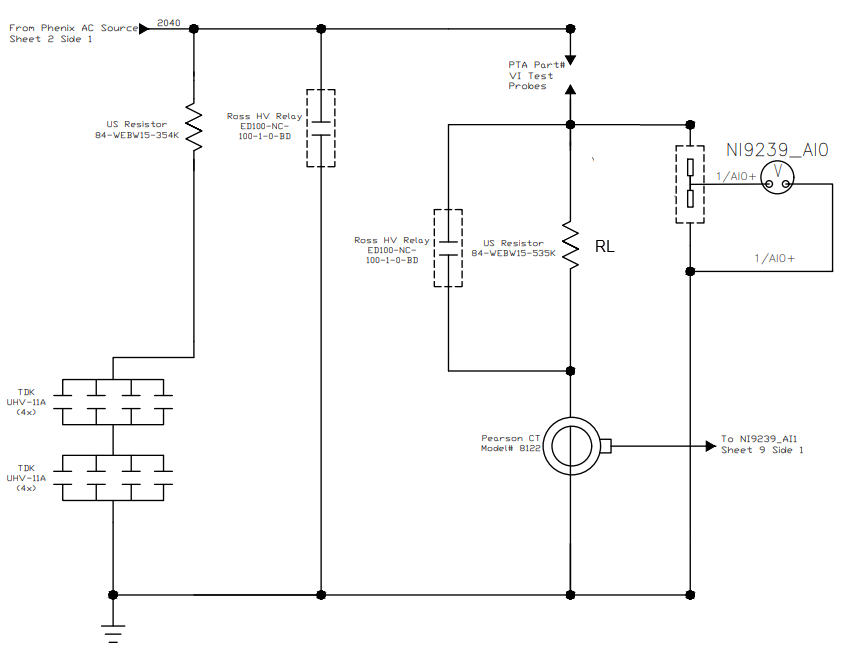 From Phenix AC Source
Sheet 2 Side 1
2040
PTA Part#
VI Test
Probes
US Resistor
84-WEBW15-354K
Ross HV Relay
ED100-NC-
100-1-0-BD
NI9239_AI0
V
1/AI0+
Ross HV Relay
ED100-NC-
100-1-0-BD
US Resistor
84-WEBW15-535K
RL
1/AI0+
TDK
UHV-11A
(4x)
Pearson CT
Model# 8122
To NI9239_AI1
Sheet 9 Side 1
TDK
UHV-11A
(4x)